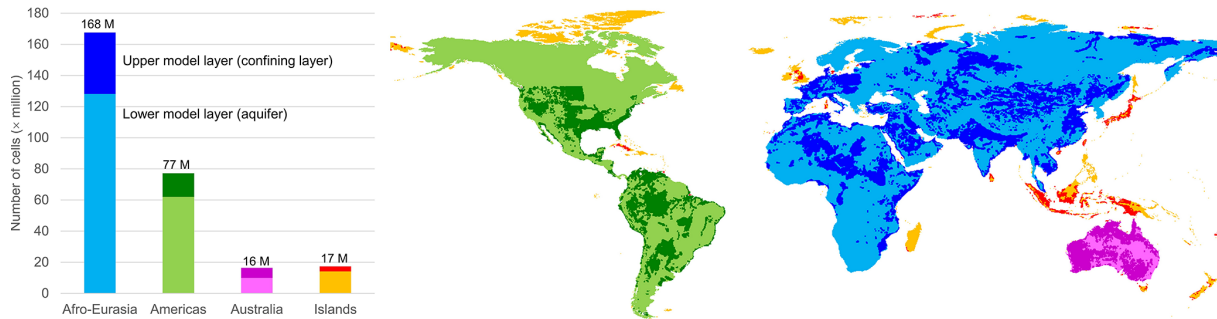 180
168 M
160
Upper model layer (confining layer)
140
Lower model layer (aquifer)
120
100
77 M
80
60
40
16 M
17 M
20
0
Number of cells (× million)
Afro-Eurasia
Americas
Australia
Islands